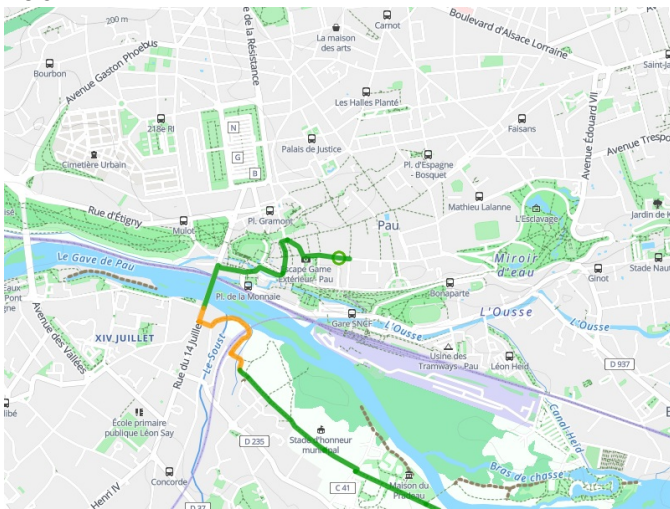 200 m
Carnot
Boulevard d'Alsace Lorraine
La maison
des arts
e de la Résistance
Avenue Gaston Phoebus
Bourbon
Saint-Ja
Les Halles Planté
Avenue Édouard VII
218e RI
N
Faisans
Palais de Justice
Avenue Trespo
G
Cimetière Urbain
Pl. d'Espagne
- Bosquet
B
Mathieu Lalanne
Rue d'Étigny
Pl. Gramont
L'Esclavage
Jardin de l
Mulot
Pau
Le Gave de Pau
Escape Game
Extérieur - Pau
Miroir
d'eau
Stade Naut
Eaux
Pont
gne
Pl. de la Monnaie
Bonaparte
Ginot
Avenue des Vallées
Gare SNCF
L'Ousse
L'Ousse
L'Ousse
XIV JUILLET
Rue du 14 Juillet
Le Soust
Usine des
Tramways - Pau
Léon Heid
D 937
École primaire
publique Léon Say
D 235
Stade d'honneur
municipal
Canal Heid
Concorde
Maison du
Pradeau
Bras de chasse
Henri IV
C 41
D 37